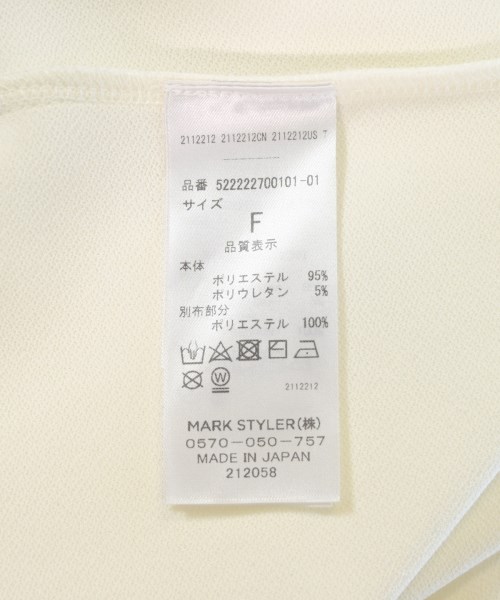 2112212 2112212CN 2112212US T
品番 522222700101-01
サイズ
F
品質表示
本体
ポリエステル 95%
ポリウレタン 5%
別布部分
ポリエステル 100%
W
2112212
MARK STYLER(株)
0570-050-757
MADE IN JAPAN
212058